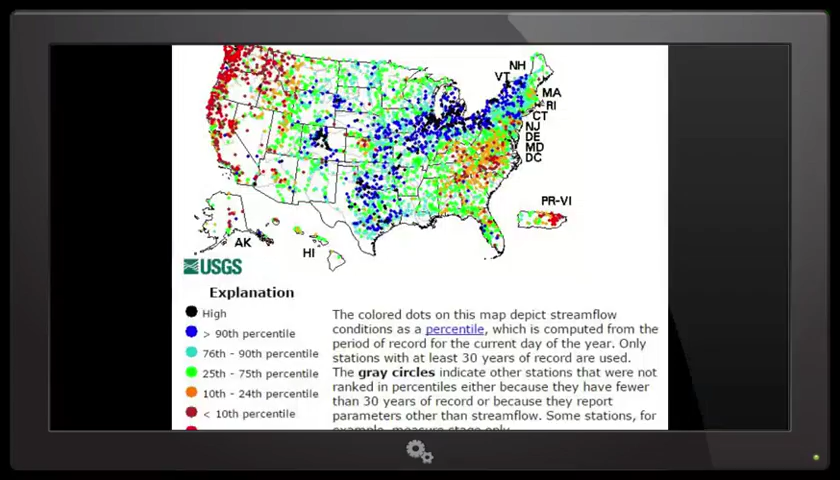 NH
VT
MA
RI
CT
NJ
DE
MD
DC
PR-VI
AK
HI
USGS
Explanation
High
> 90th percentile
76th - 90th percentile
25th - 75th percentile
10th - 24th percentile
< 10th percentile
The colored dots on this map depict streamflow
conditions as a percentile, which is computed from the
period of record for the current day of the year. Only
stations with at least 30 years of record are used.
The gray circles indicate other stations that were not
ranked in percentiles either because they have fewer
than 30 years of record or because they report
parameters other than streamflow. Some stations, for
example, measure stage only.